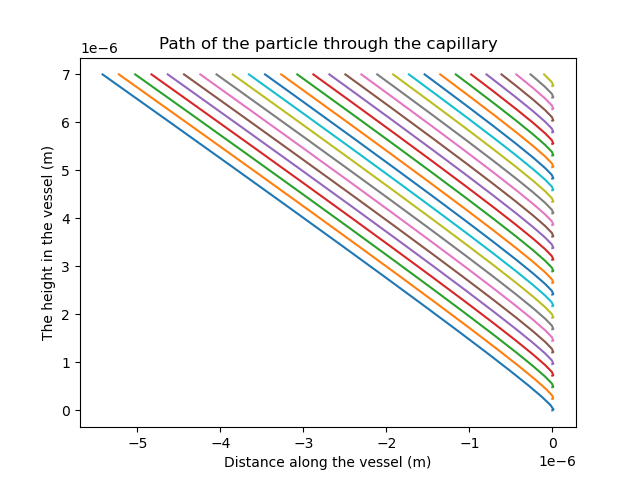 Path of the particle through the capillary
1e−6
7
6
5
4
3
2
1
0
The height in the vessel (m)
−5 −4 −3 −2 −1 0
Distance along the vessel (m)
1e−6